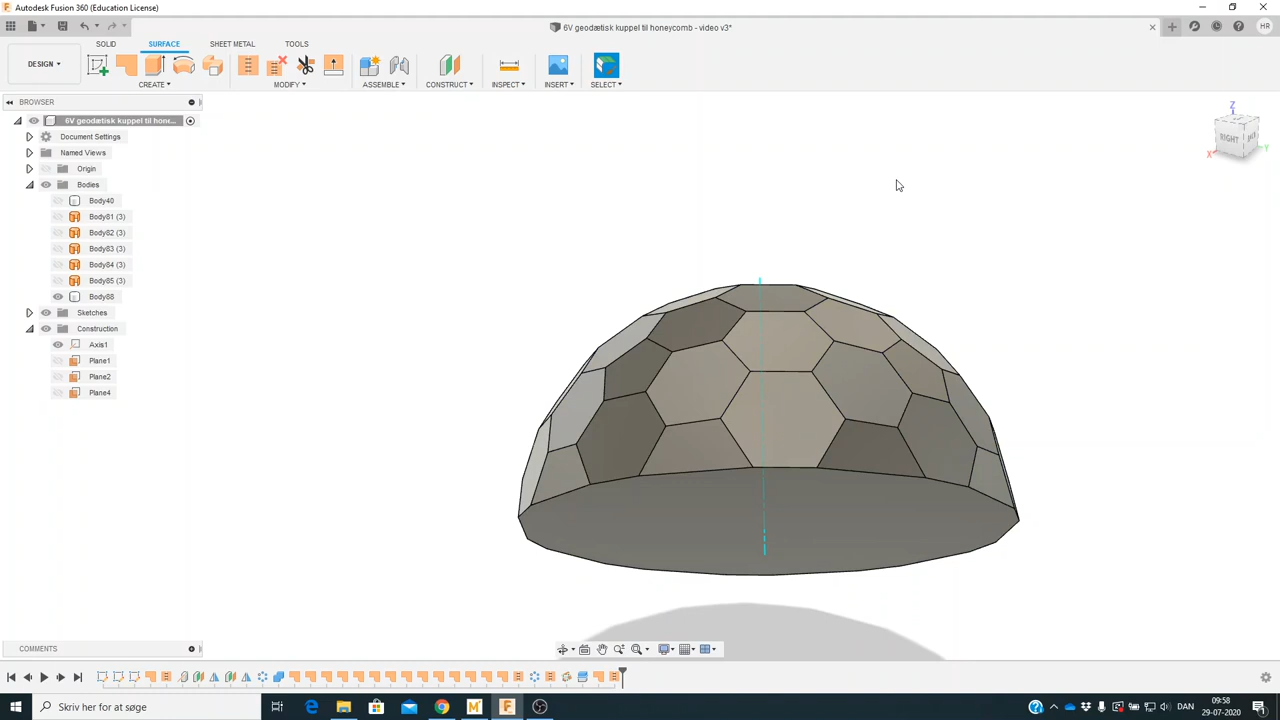 Autodesk Fusion 360 (Education License)
6V geodætisk kuppel til honeycomb - video v3*
HR
SOLID
SURFACE
SHEET METAL
TOOLS
DESIGN
CREATE
MODIFY
ASSEMBLE
CONSTRUCT
INSPECT
INSERT
SELECT
BROWSER
6V geodætisk kuppel til hone...
Document Settings
Named Views
Origin
Bodies
Body40
Body81 (3)
Body82 (3)
Body83 (3)
Body84 (3)
Body85 (3)
Body88
Sketches
Construction
Axis1
Plane1
Plane2
Plane4
Z
RIGHT
X
Y
COMMENTS
Skriv her for at søge
DAN
09:58
29-07-2020